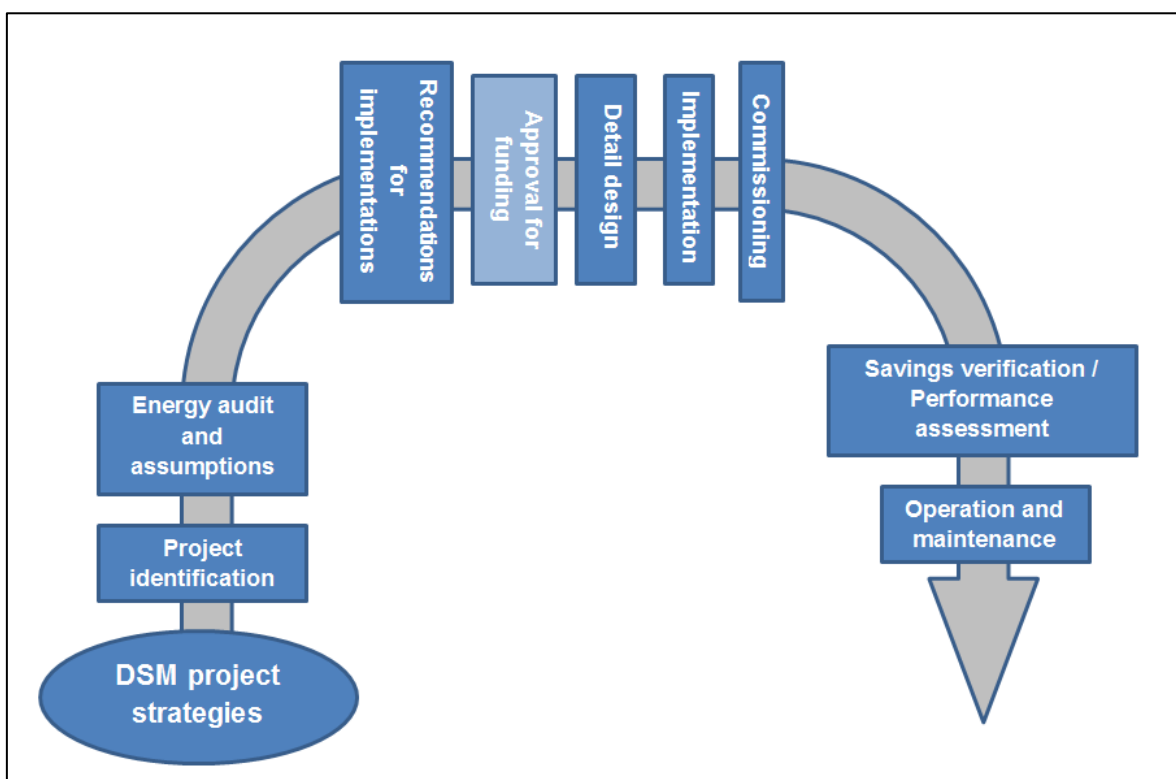 DSM project
strategies
Project
identification
Energy audit
and
assumptions
Recommendations
for
implementations
Approval for
funding
Detail design
Implementation
Commissioning
Savings verification /
Performance
assessment
Operation and
maintenance